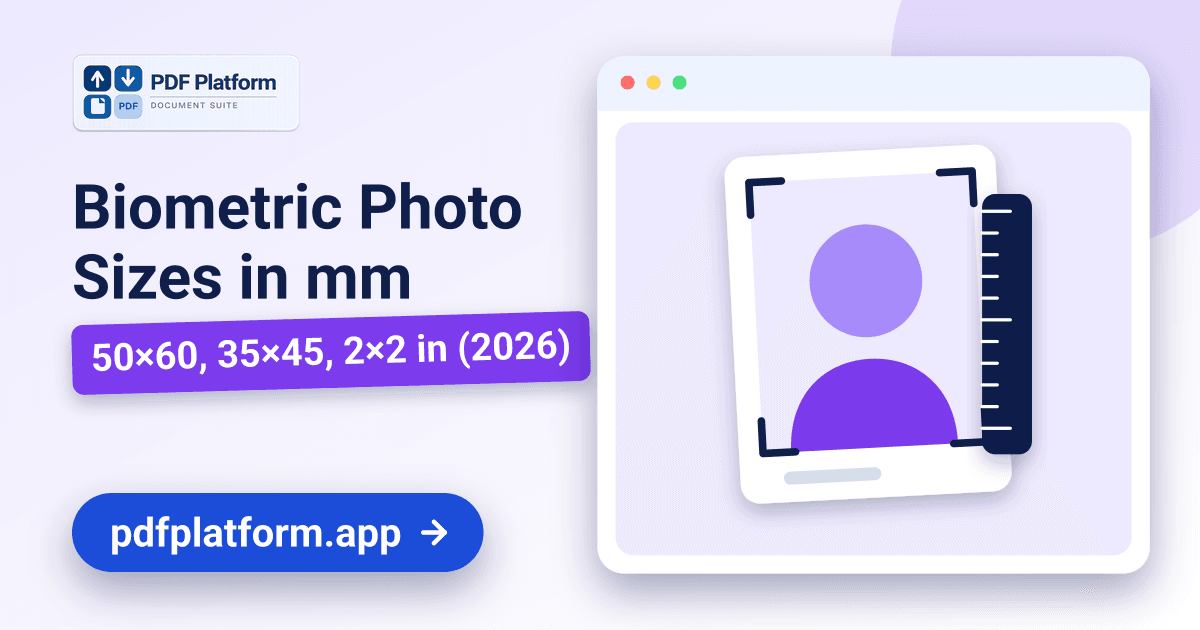 PDF Platform
PDF
DOCUMENT SUITE
Biometric Photo
Sizes in mm
50×60, 35×45, 2×2 in (2026)
pdfplatform.app →